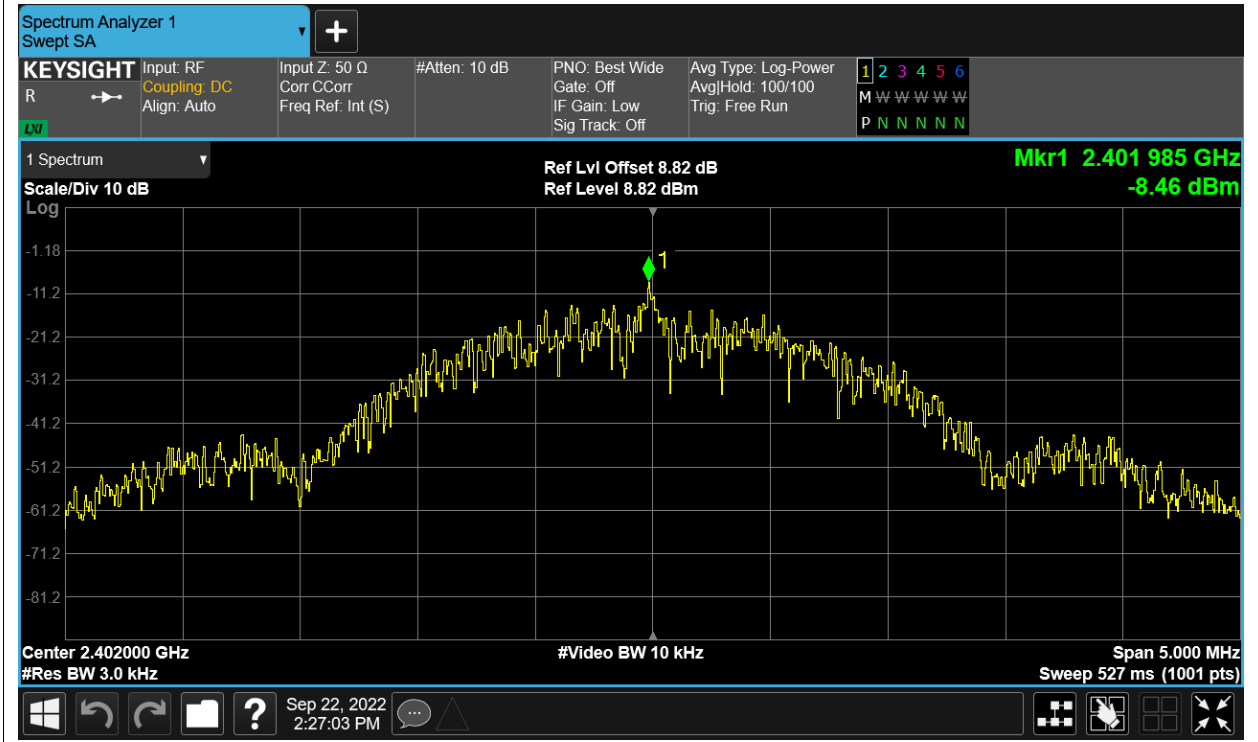 Spectrum Analyzer 1
Swept SA
+
KEYSIGHT Input: RF Input Z: 50 Ω #Atten: 10 dB PNO: Best Wide Avg Type: Log-Power 1 2 3 4 5 6
R Coupling: DC Corr CCorr Gate: Off Avg|Hold: 100/100 M W W W W W
Align: Auto Freq Ref: Int (S) IF Gain: Low Trig: Free Run
LXI Sig Track: Off P N N N N N
1 Spectrum Ref Lvl Offset 8.82 dB Mkr1 2.401 985 GHz
Scale/Div 10 dB Ref Level 8.82 dBm -8.46 dBm
Log
-1.18
1
-11.2
-21.2
-31.2
-41.2
-51.2
-61.2
-71.2
-81.2
Center 2.402000 GHz #Video BW 10 kHz Span 5.000 MHz
#Res BW 3.0 kHz Sweep 527 ms (1001 pts)
? Sep 22, 2022
2:27:03 PM